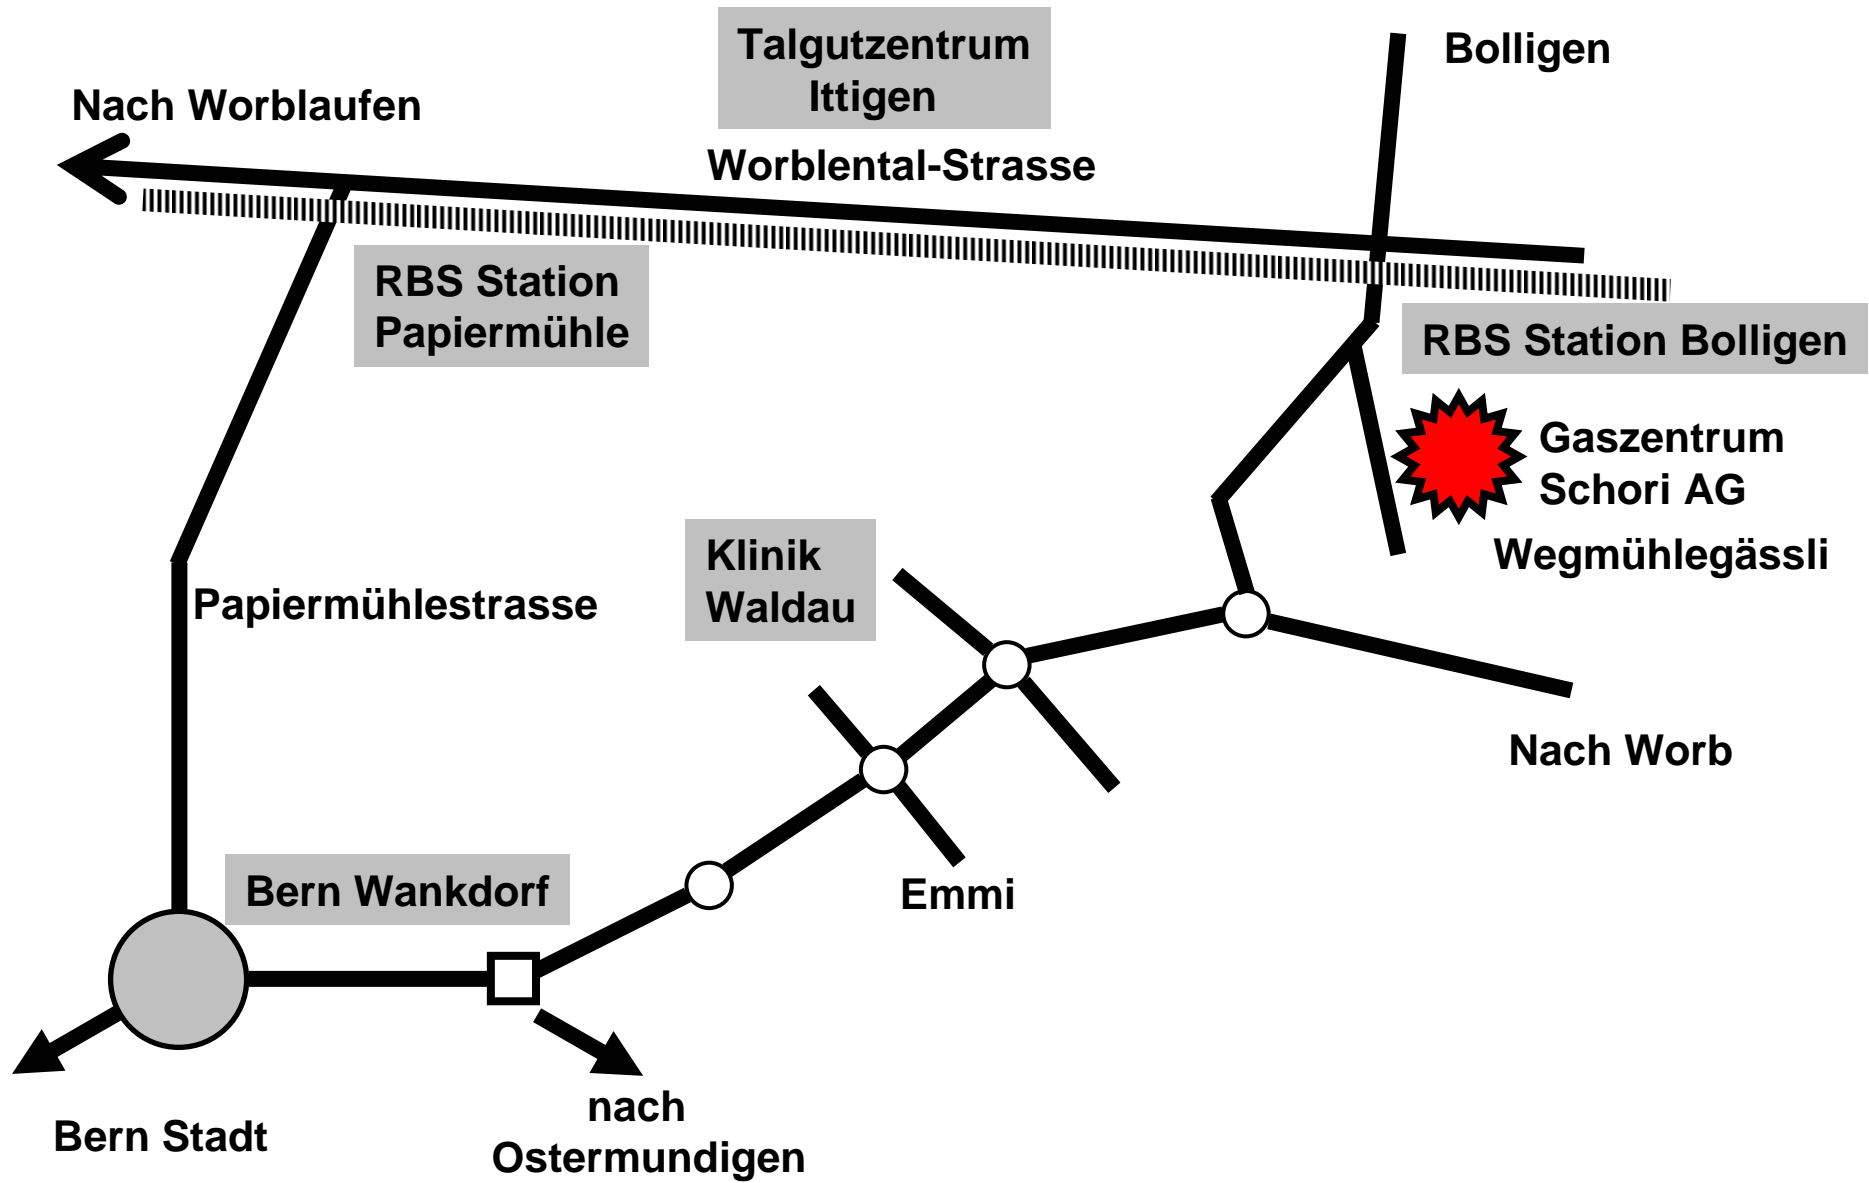 Talgutzentrum
Ittigen
Bolligen
Nach Worblaufen
Worblental-Strasse
RBS Station
Papiermühle
RBS Station Bolligen
Gaszentrum
Schori AG
Wegmühlegässli
Klinik
Waldau
Papiermühlestrasse
Nach Worb
Bern Wankdorf
Emmi
Bern Stadt
nach
Ostermundigen